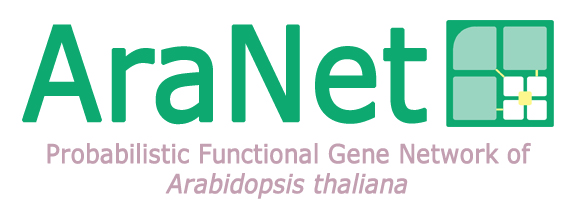 AraNet
Probabilistic Functional Gene Network of
Arabidopsis thaliana